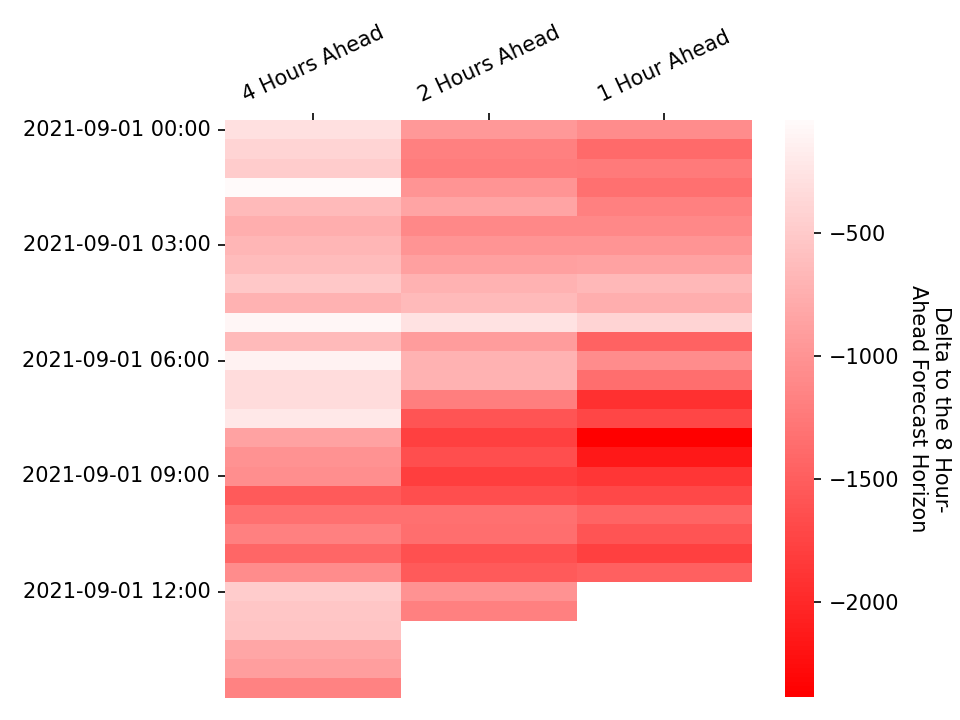 4 Hours Ahead
2 Hours Ahead
1 Hour Ahead
2021-09-01 00:00
2021-09-01 03:00
2021-09-01 06:00
2021-09-01 09:00
2021-09-01 12:00
−500
−1000
−1500
−2000
Delta to the 8 Hour-
Ahead Forecast Horizon